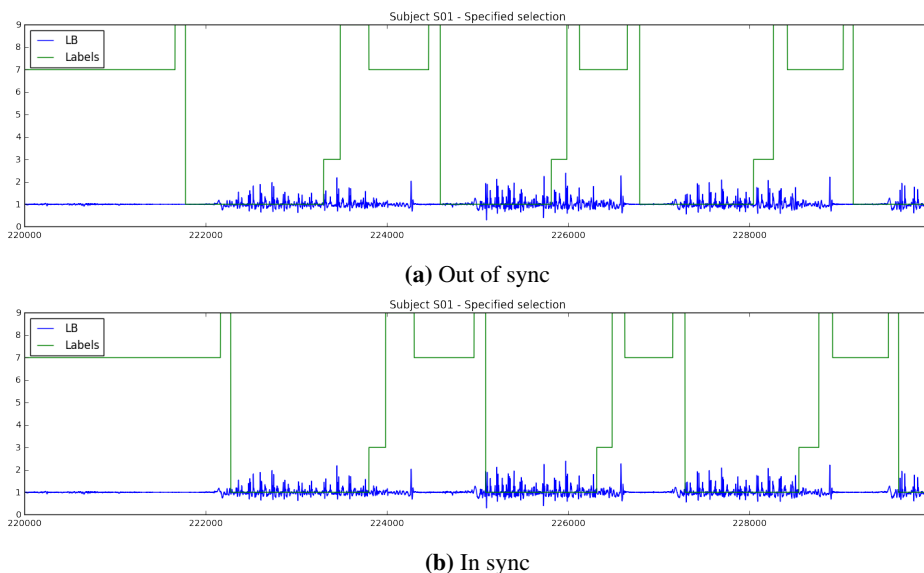 Subject S01 - Specified selection
9
8
7
6
5
4
3
2
1
0
LB
Labels
220000 222000 224000 226000 228000
(a) Out of sync
Subject S01 - Specified selection
9
8
7
6
5
4
3
2
1
0
LB
Labels
220000 222000 224000 226000 228000
(b) In sync